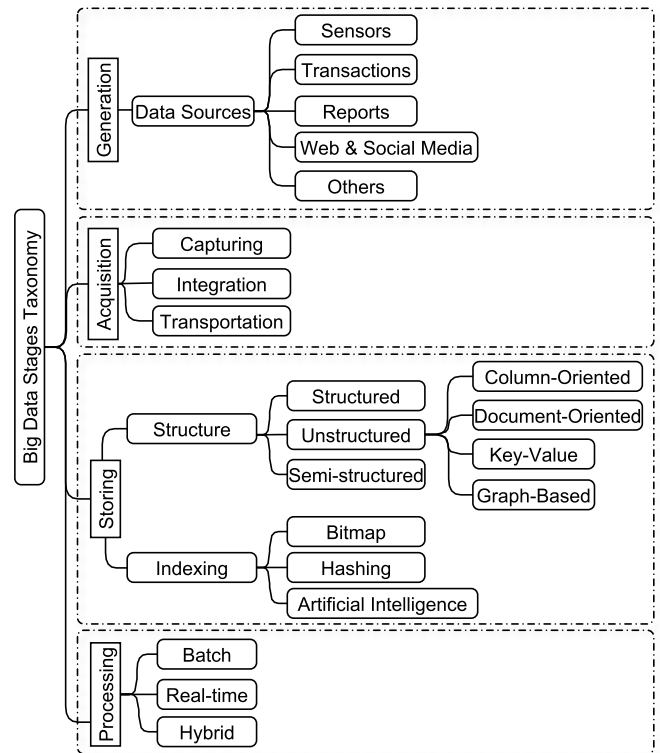 Big Data Stages Taxonomy
Generation
Data Sources
Sensors
Transactions
Reports
Web & Social Media
Others
Acquisition
Capturing
Integration
Transportation
Storing
Structure
Structured
Unstructured
Semi-structured
Column-Oriented
Document-Oriented
Key-Value
Graph-Based
Indexing
Bitmap
Hashing
Artificial Intelligence
Processing
Batch
Real-time
Hybrid